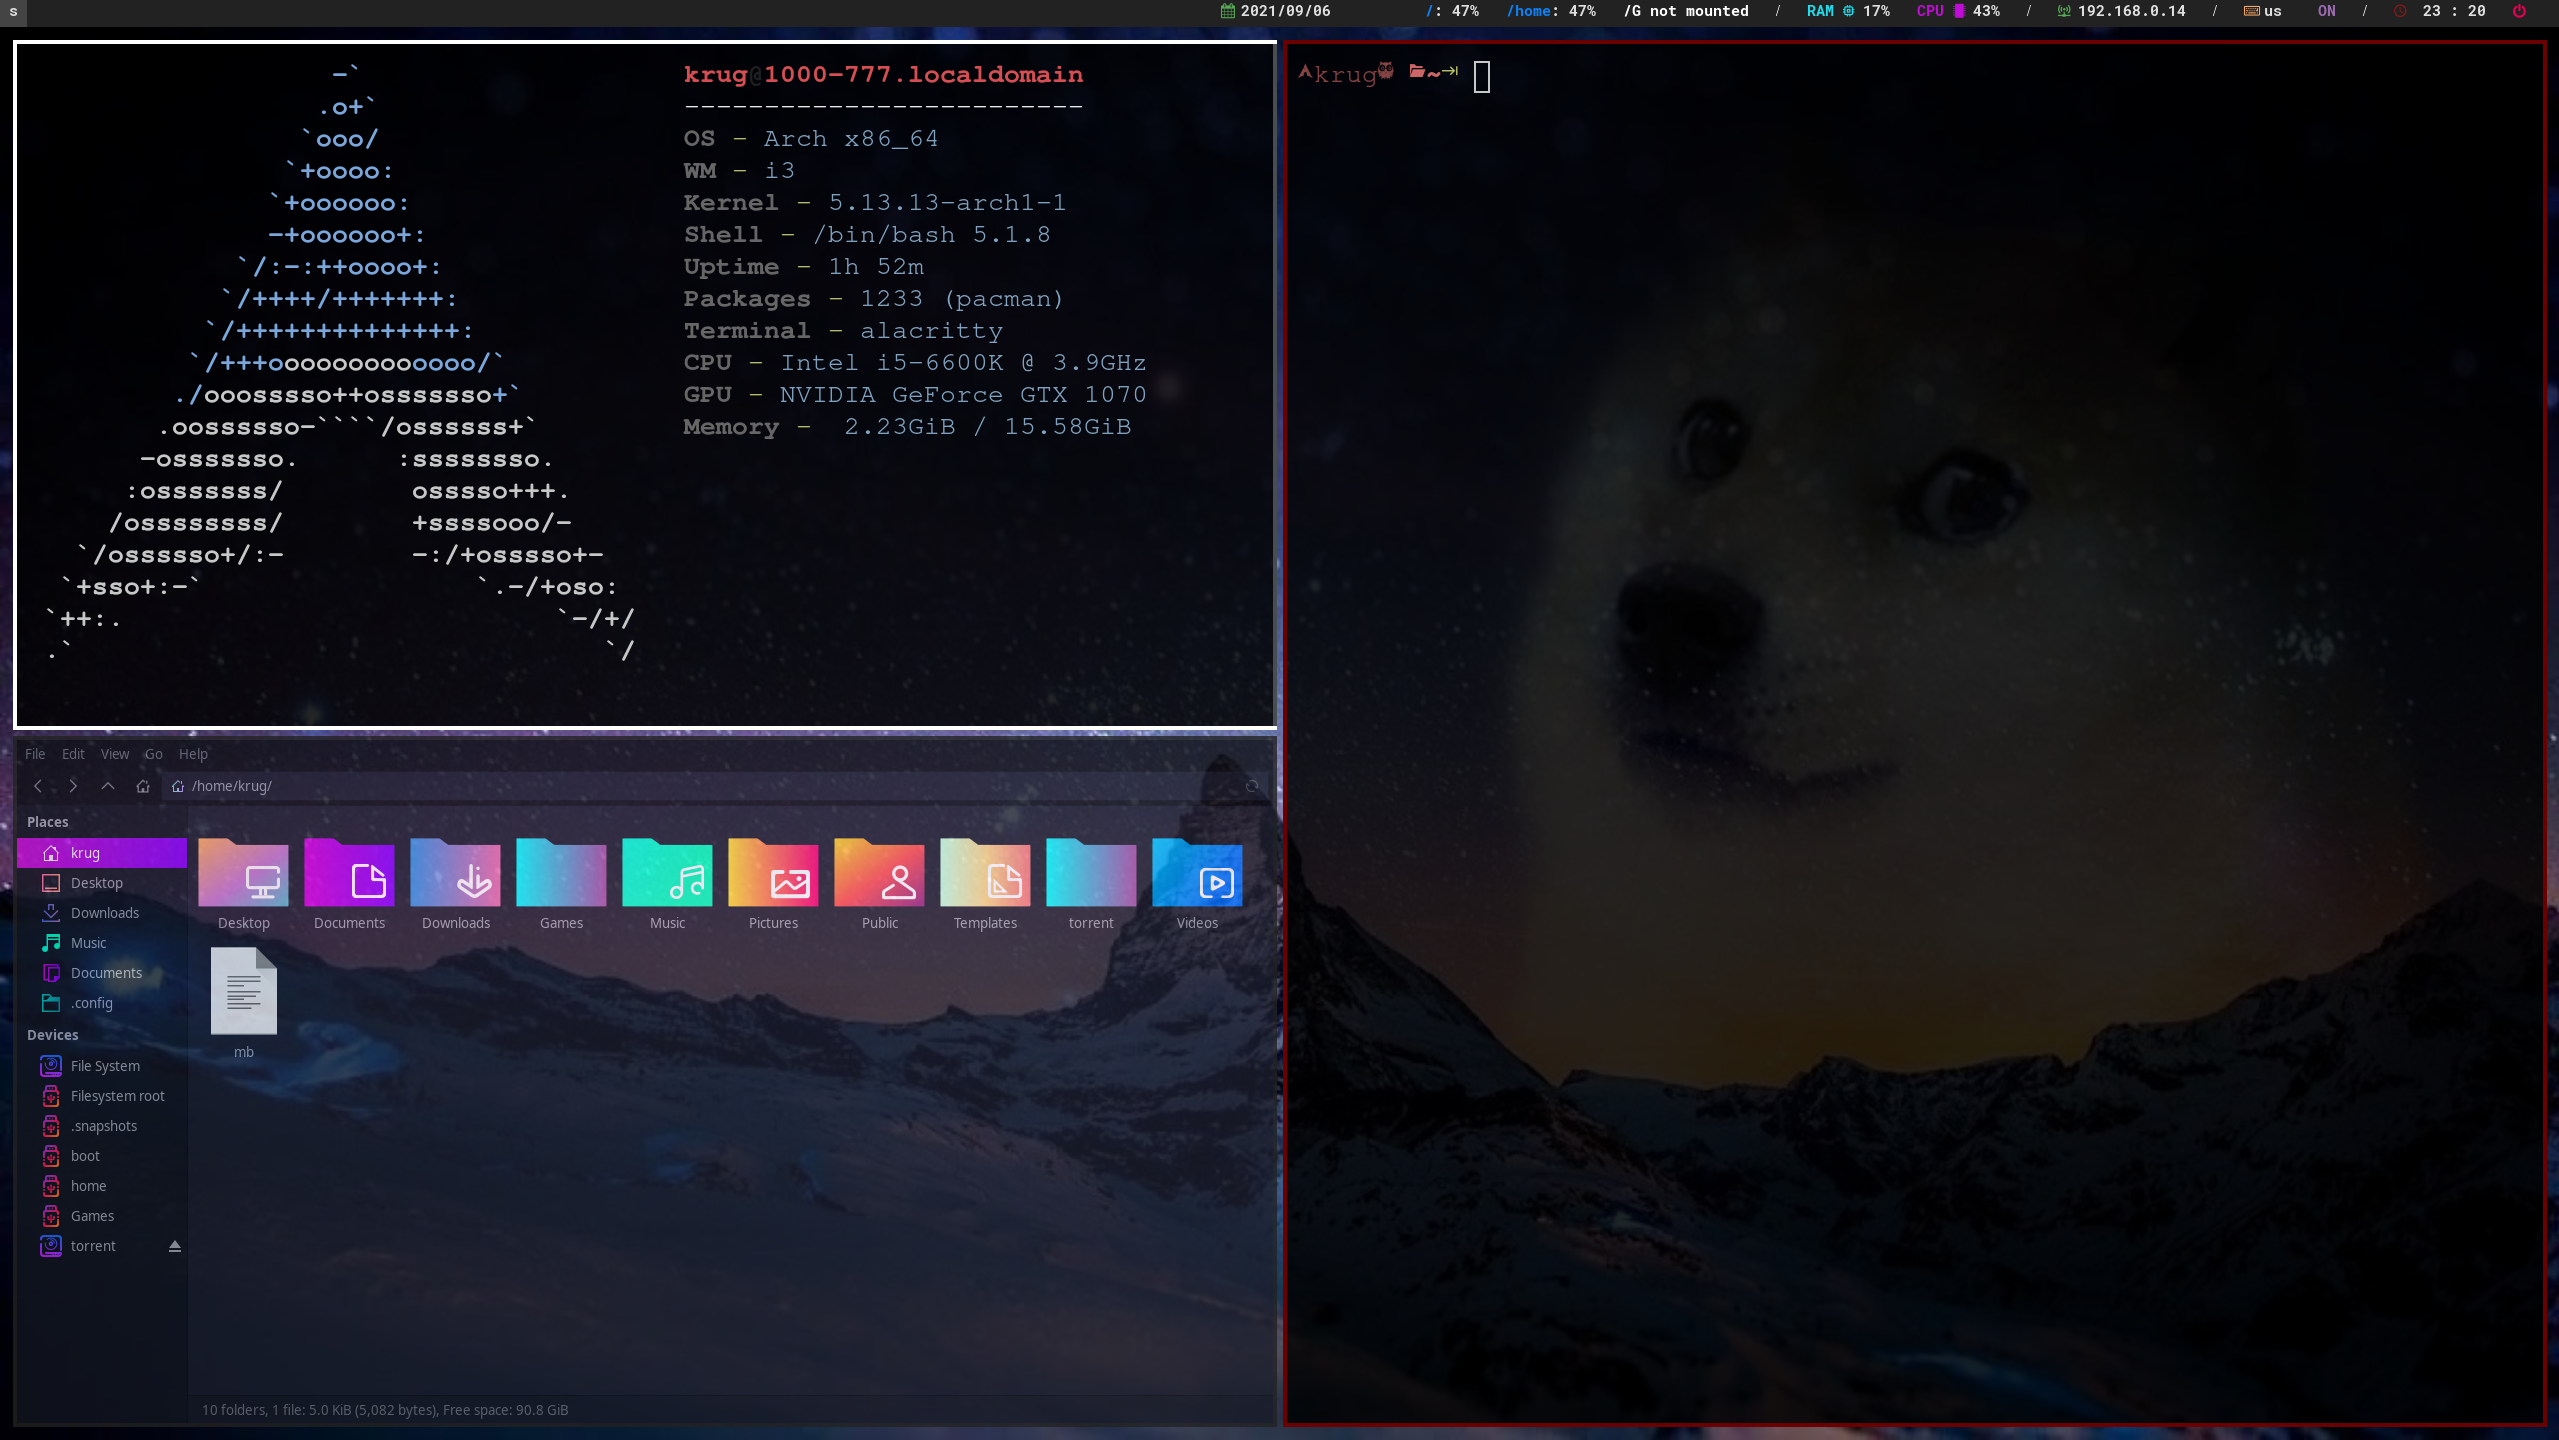 s 2021/09/06 /: 47% /home: 47% /G not mounted / RAM 17% CPU 43% / 192.168.0.14 / us ON / 23 : 20
-`
.o+`
`ooo/
`+oooo:
`+oooooo:
-+oooooo+:
`/:-:++oooo+:
`/++++/+++++++:
`/++++++++++++++:
`/+++ooooooooooooo/`
./ooosssso++osssssso+`
.oossssso-````/ossssss+`
-osssssso.      :ssssssso.
:osssssss/        osssso+++.
/ossssssss/        +ssssooo/-
`/ossssso+/:-        -:/+osssso+-
`+sso+:-`                 `.-/+oso:
`++:.                           `-/+/
.`                                 `/
krug@1000-777.localdomain
-------------------------
OS - Arch x86_64
WM - i3
Kernel - 5.13.13-arch1-1
Shell - /bin/bash 5.1.8
Uptime - 1h 52m
Packages - 1233 (pacman)
Terminal - alacritty
CPU - Intel i5-6600K @ 3.9GHz
GPU - NVIDIA GeForce GTX 1070
Memory - 2.23GiB / 15.58GiB
krug ~
File Edit View Go Help
/home/krug/
Places
krug
Desktop
Downloads
Music
Documents
.config
Devices
File System
Filesystem root
.snapshots
boot
home
Games
torrent
Desktop Documents Downloads Games Music Pictures Public Templates torrent Videos
mb
10 folders, 1 file: 5.0 KiB (5,082 bytes), Free space: 90.8 GiB